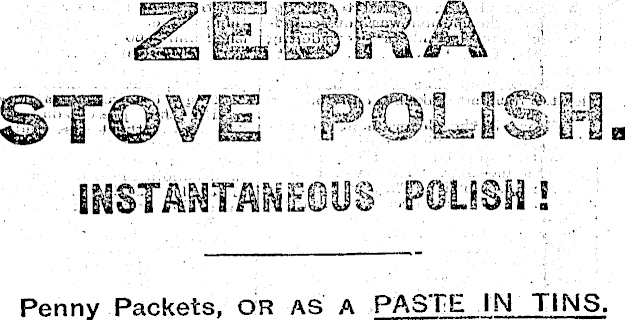 ZEBRA
STOVE POLISH.
INSTANTANEOUS POLISH!
Penny Packets, OR AS A PASTE IN TINS.